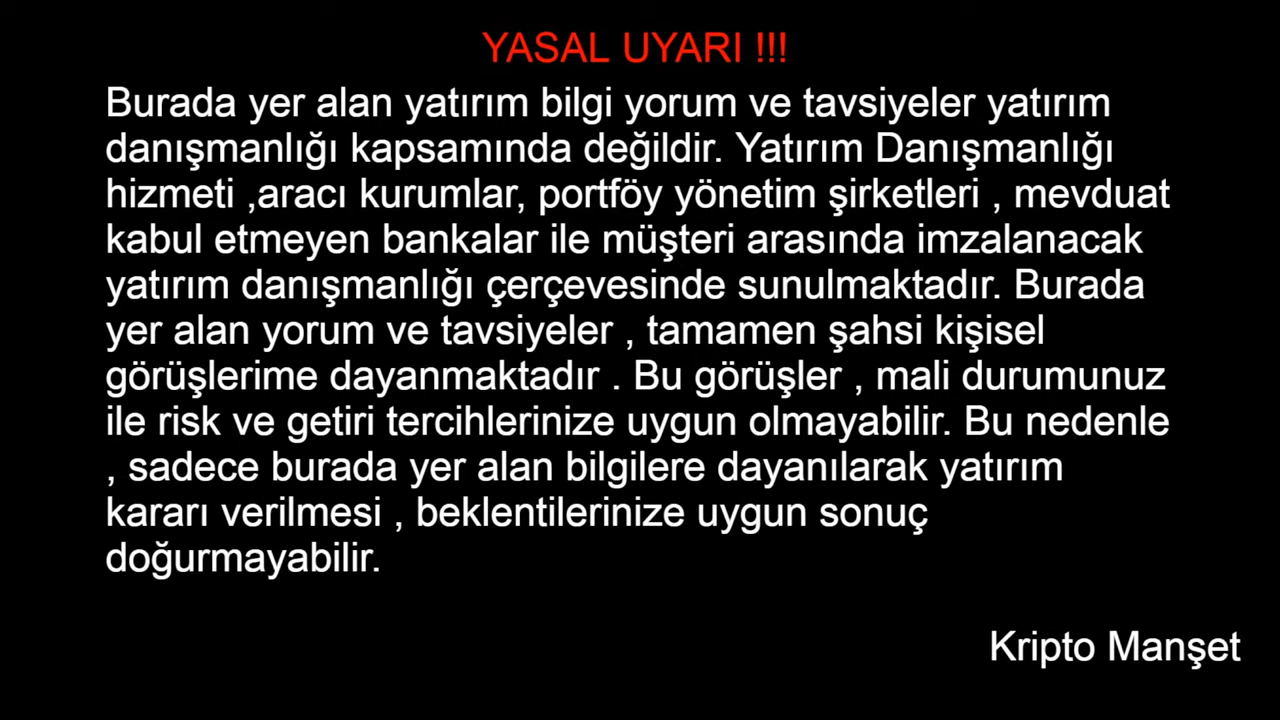 YASAL UYARI !!!
Burada yer alan yatırım bilgi yorum ve tavsiyeler yatırım
danışmanlığı kapsamında değildir. Yatırım Danışmanlığı
hizmeti ,aracı kurumlar, portföy yönetim şirketleri , mevduat
kabul etmeyen bankalar ile müşteri arasında imzalanacak
yatırım danışmanlığı çerçevesinde sunulmaktadır. Burada
yer alan yorum ve tavsiyeler , tamamen şahsi kişisel
görüşlerime dayanmaktadır . Bu görüşler , mali durumunuz
ile risk ve getiri tercihlerinize uygun olmayabilir. Bu nedenle
, sadece burada yer alan bilgilere dayanılarak yatırım
kararı verilmesi , beklentilerinize uygun sonuç
doğurmayabilir.
Kripto Manşet